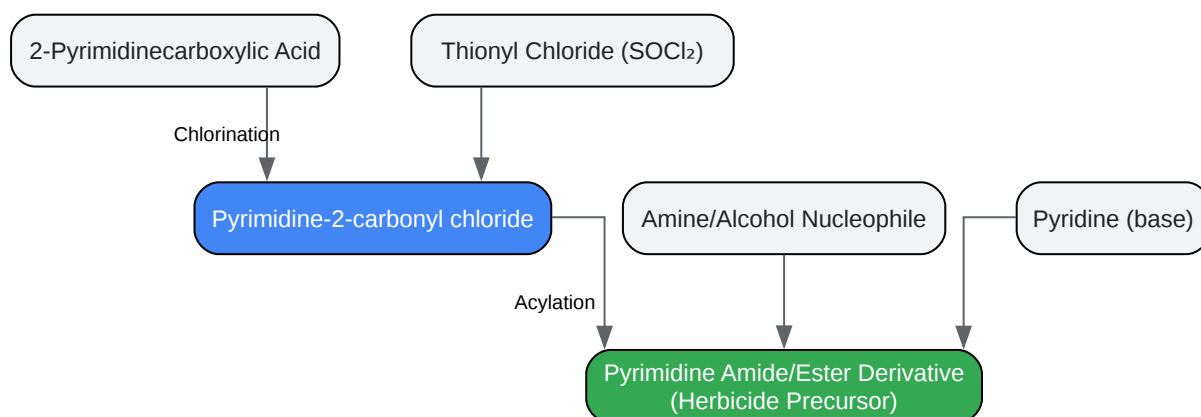 2-Pyrimidinecarboxylic Acid
Thionyl Chloride (SOCl₂)
Chlorination
Pyrimidine-2-carbonyl chloride
Amine/Alcohol Nucleophile
Pyridine (base)
Acylation
Pyrimidine Amide/Ester Derivative
(Herbicide Precursor)